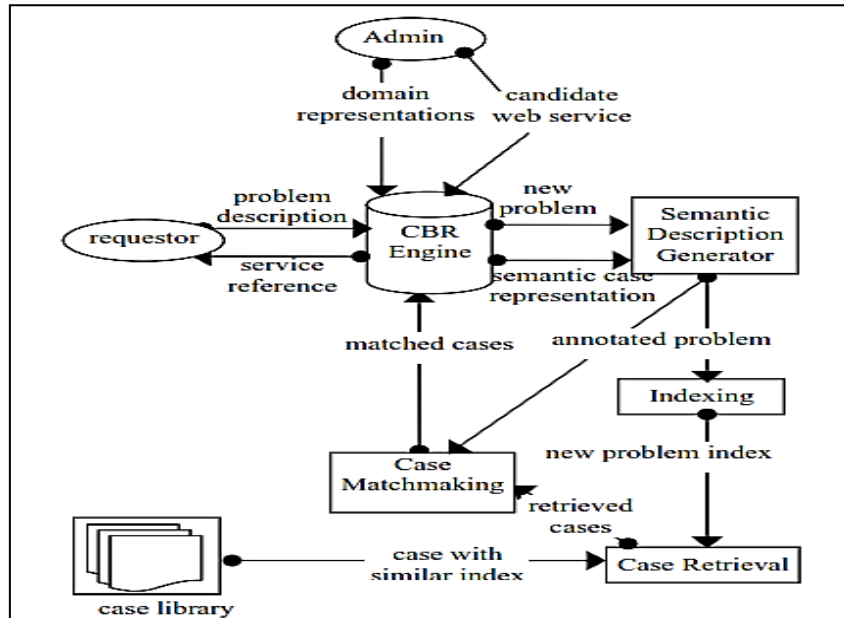 Admin
domain
representations
candidate
web service
problem
description
new
problem
requestor
CBR
Engine
Semantic
Description
Generator
service
reference
semantic case
representation
matched cases
annotated problem
Indexing
new problem index
Case
Matchmaking
retrieved
cases
case with
similar index
Case Retrieval
case library